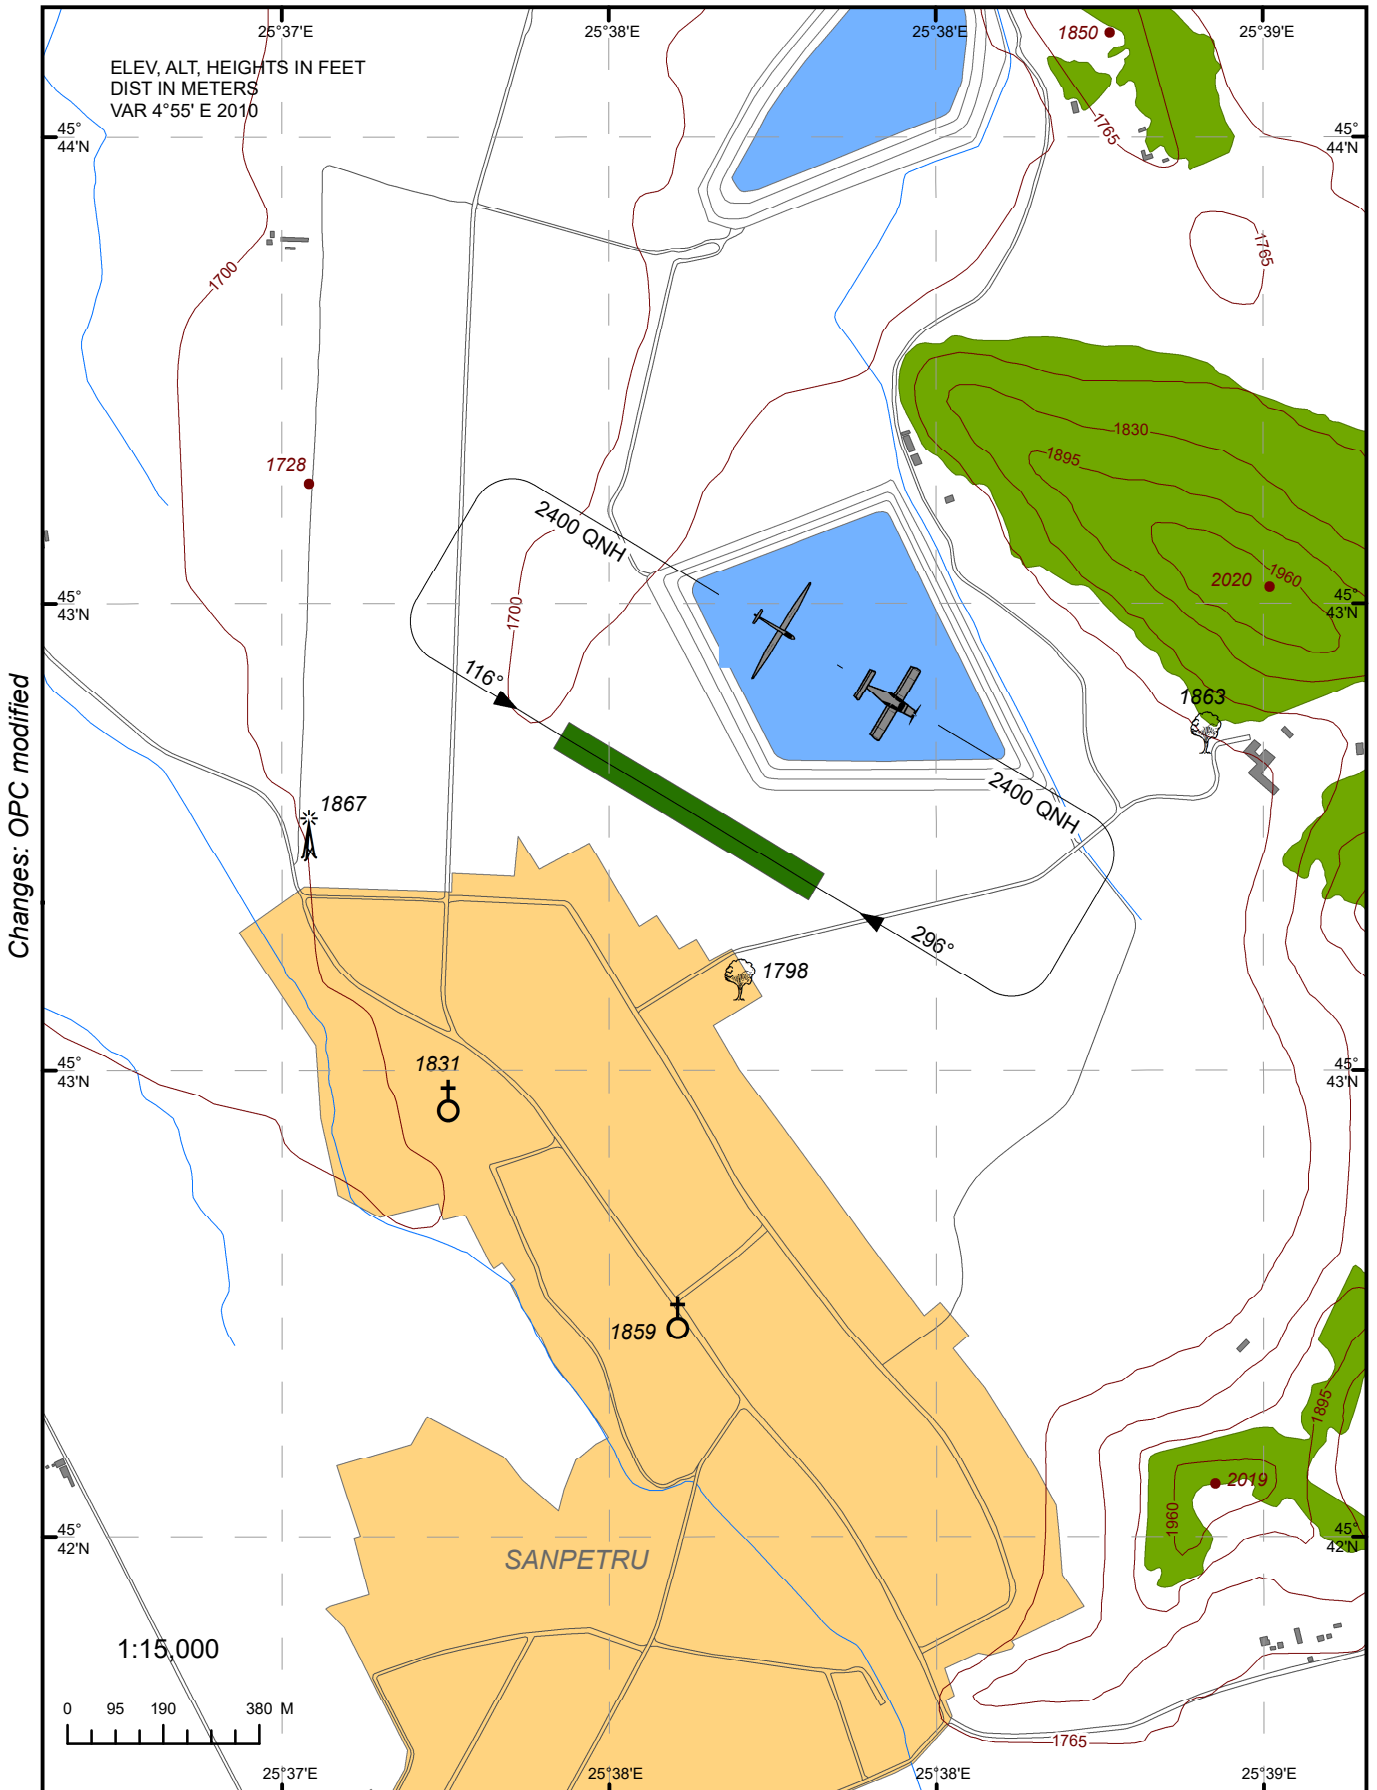 25°37'E
25°38'E
25°38'E
25°39'E
1850
ELEV, ALT, HEIGHTS IN FEET
DIST IN METERS
VAR 4°55' E 2010
45°
44'N
1765
45°
44'N
1700
1765
1830
1895
1728
2400 QNH
1960
2020
45°
43'N
1700
45°
43'N
116°
1863
Changes: OPC modified
2400 QNH
1867
296°
1798
1831
45°
43'N
45°
43'N
1859
1895
2019
1960
45°
42'N
45°
42'N
SANPETRU
1:15,000
0 95 190 380 M
1765
25°37'E
25°38'E
25°38'E
25°39'E